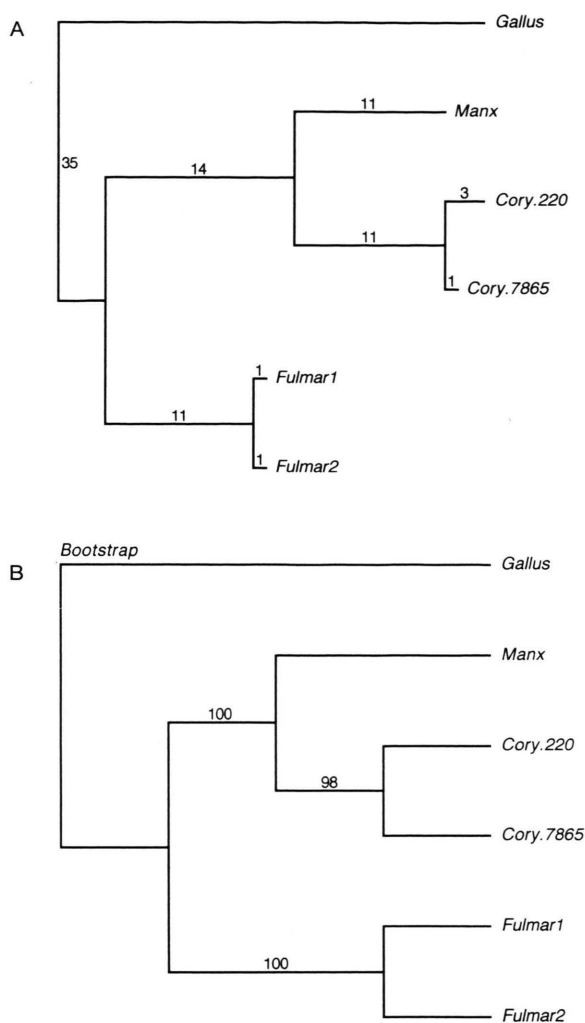 A
Gallus
11
Manx
35
14
3
Cory.220
11
1
Cory.7865
1
Fulmar1
11
1
Fulmar2
Bootstrap
B
Gallus
Manx
100
Cory.220
98
Cory.7865
Fulmar1
100
Fulmar2